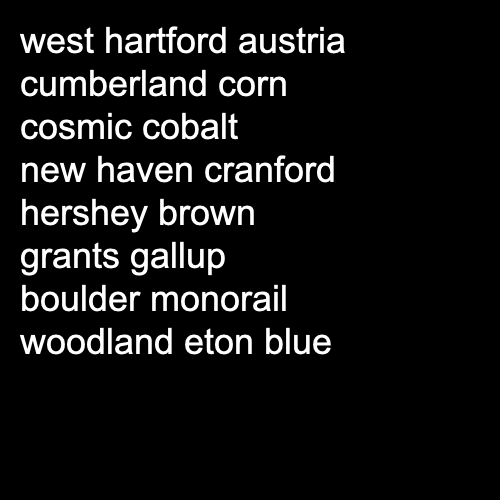 west hartford austria
cumberland corn
cosmic cobalt
new haven cranford
hershey brown
grants gallup
boulder monorail
woodland eton blue